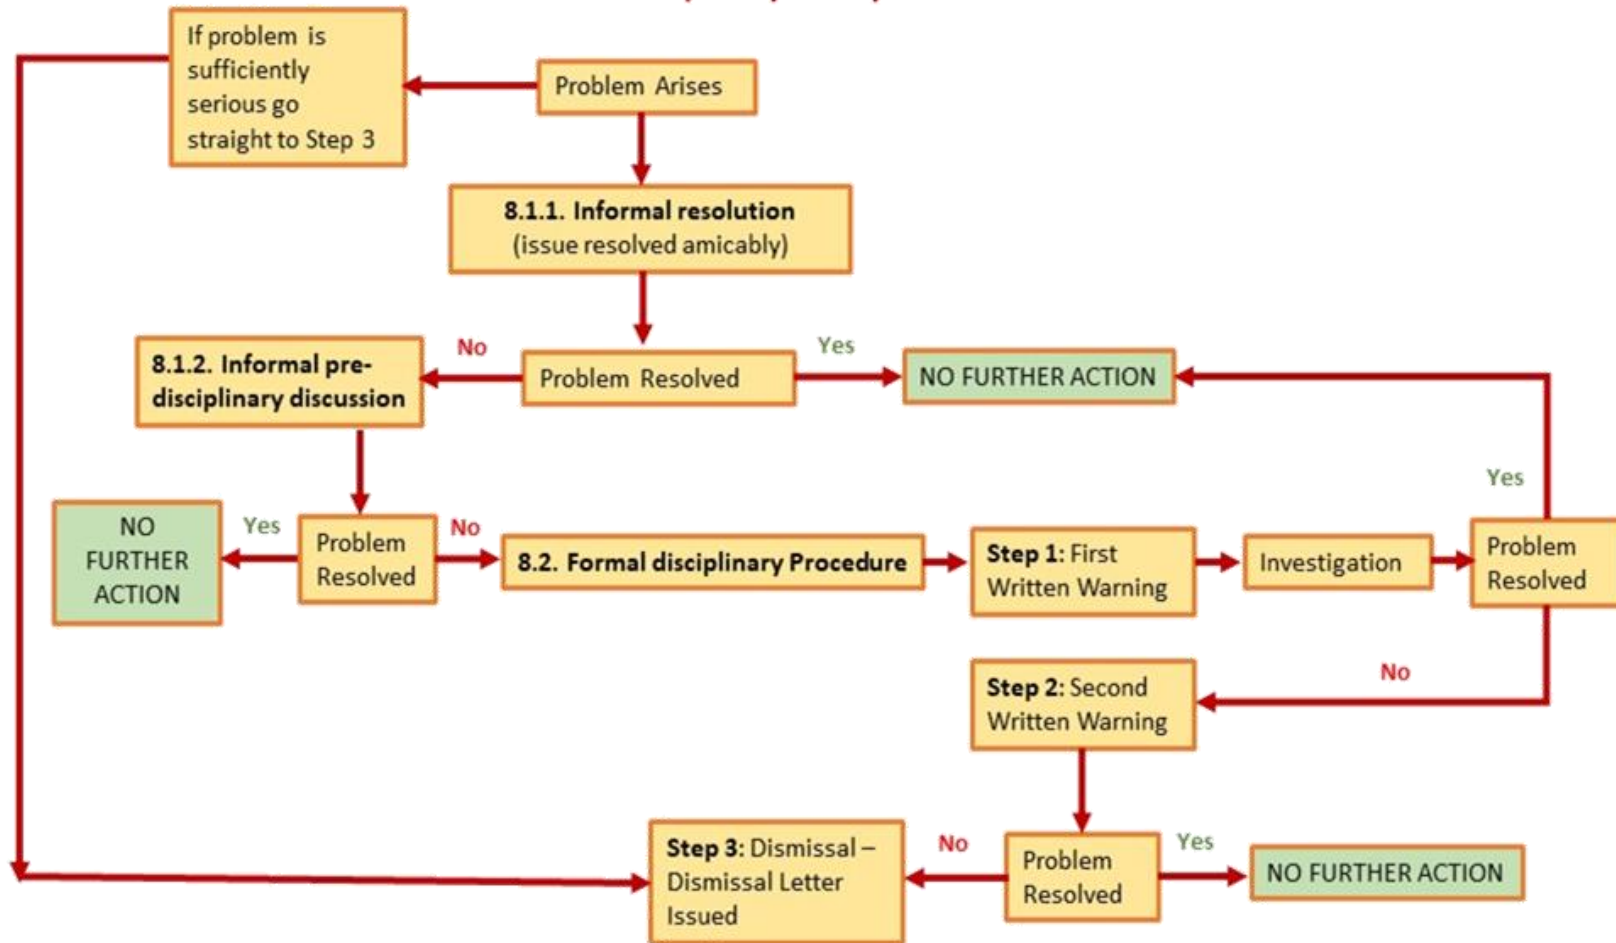 If problem is
sufficiently
serious go
straight to Step 3
Problem Arises
8.1.1. Informal resolution
(issue resolved amicably)
8.1.2. Informal pre-
disciplinary discussion
No
Problem Resolved
Yes
NO FURTHER ACTION
NO
FURTHER
ACTION
Yes
Problem
Resolved
No
8.2. Formal disciplinary Procedure
Step 1: First
Written Warning
Investigation
Problem
Resolved
Yes
No
Step 2: Second
Written Warning
Step 3: Dismissal –
Dismissal Letter
Issued
No
Problem
Resolved
Yes
NO FURTHER ACTION